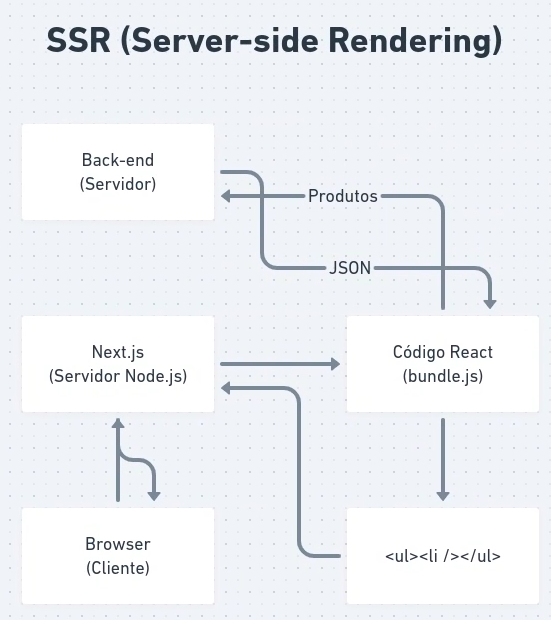 SSR (Server-side Rendering)
Back-end
(Servidor)
Produtos
JSON
Next.js
(Servidor Node.js)
Código React
(bundle.js)
Browser
(Cliente)
<ul><li /></ul>